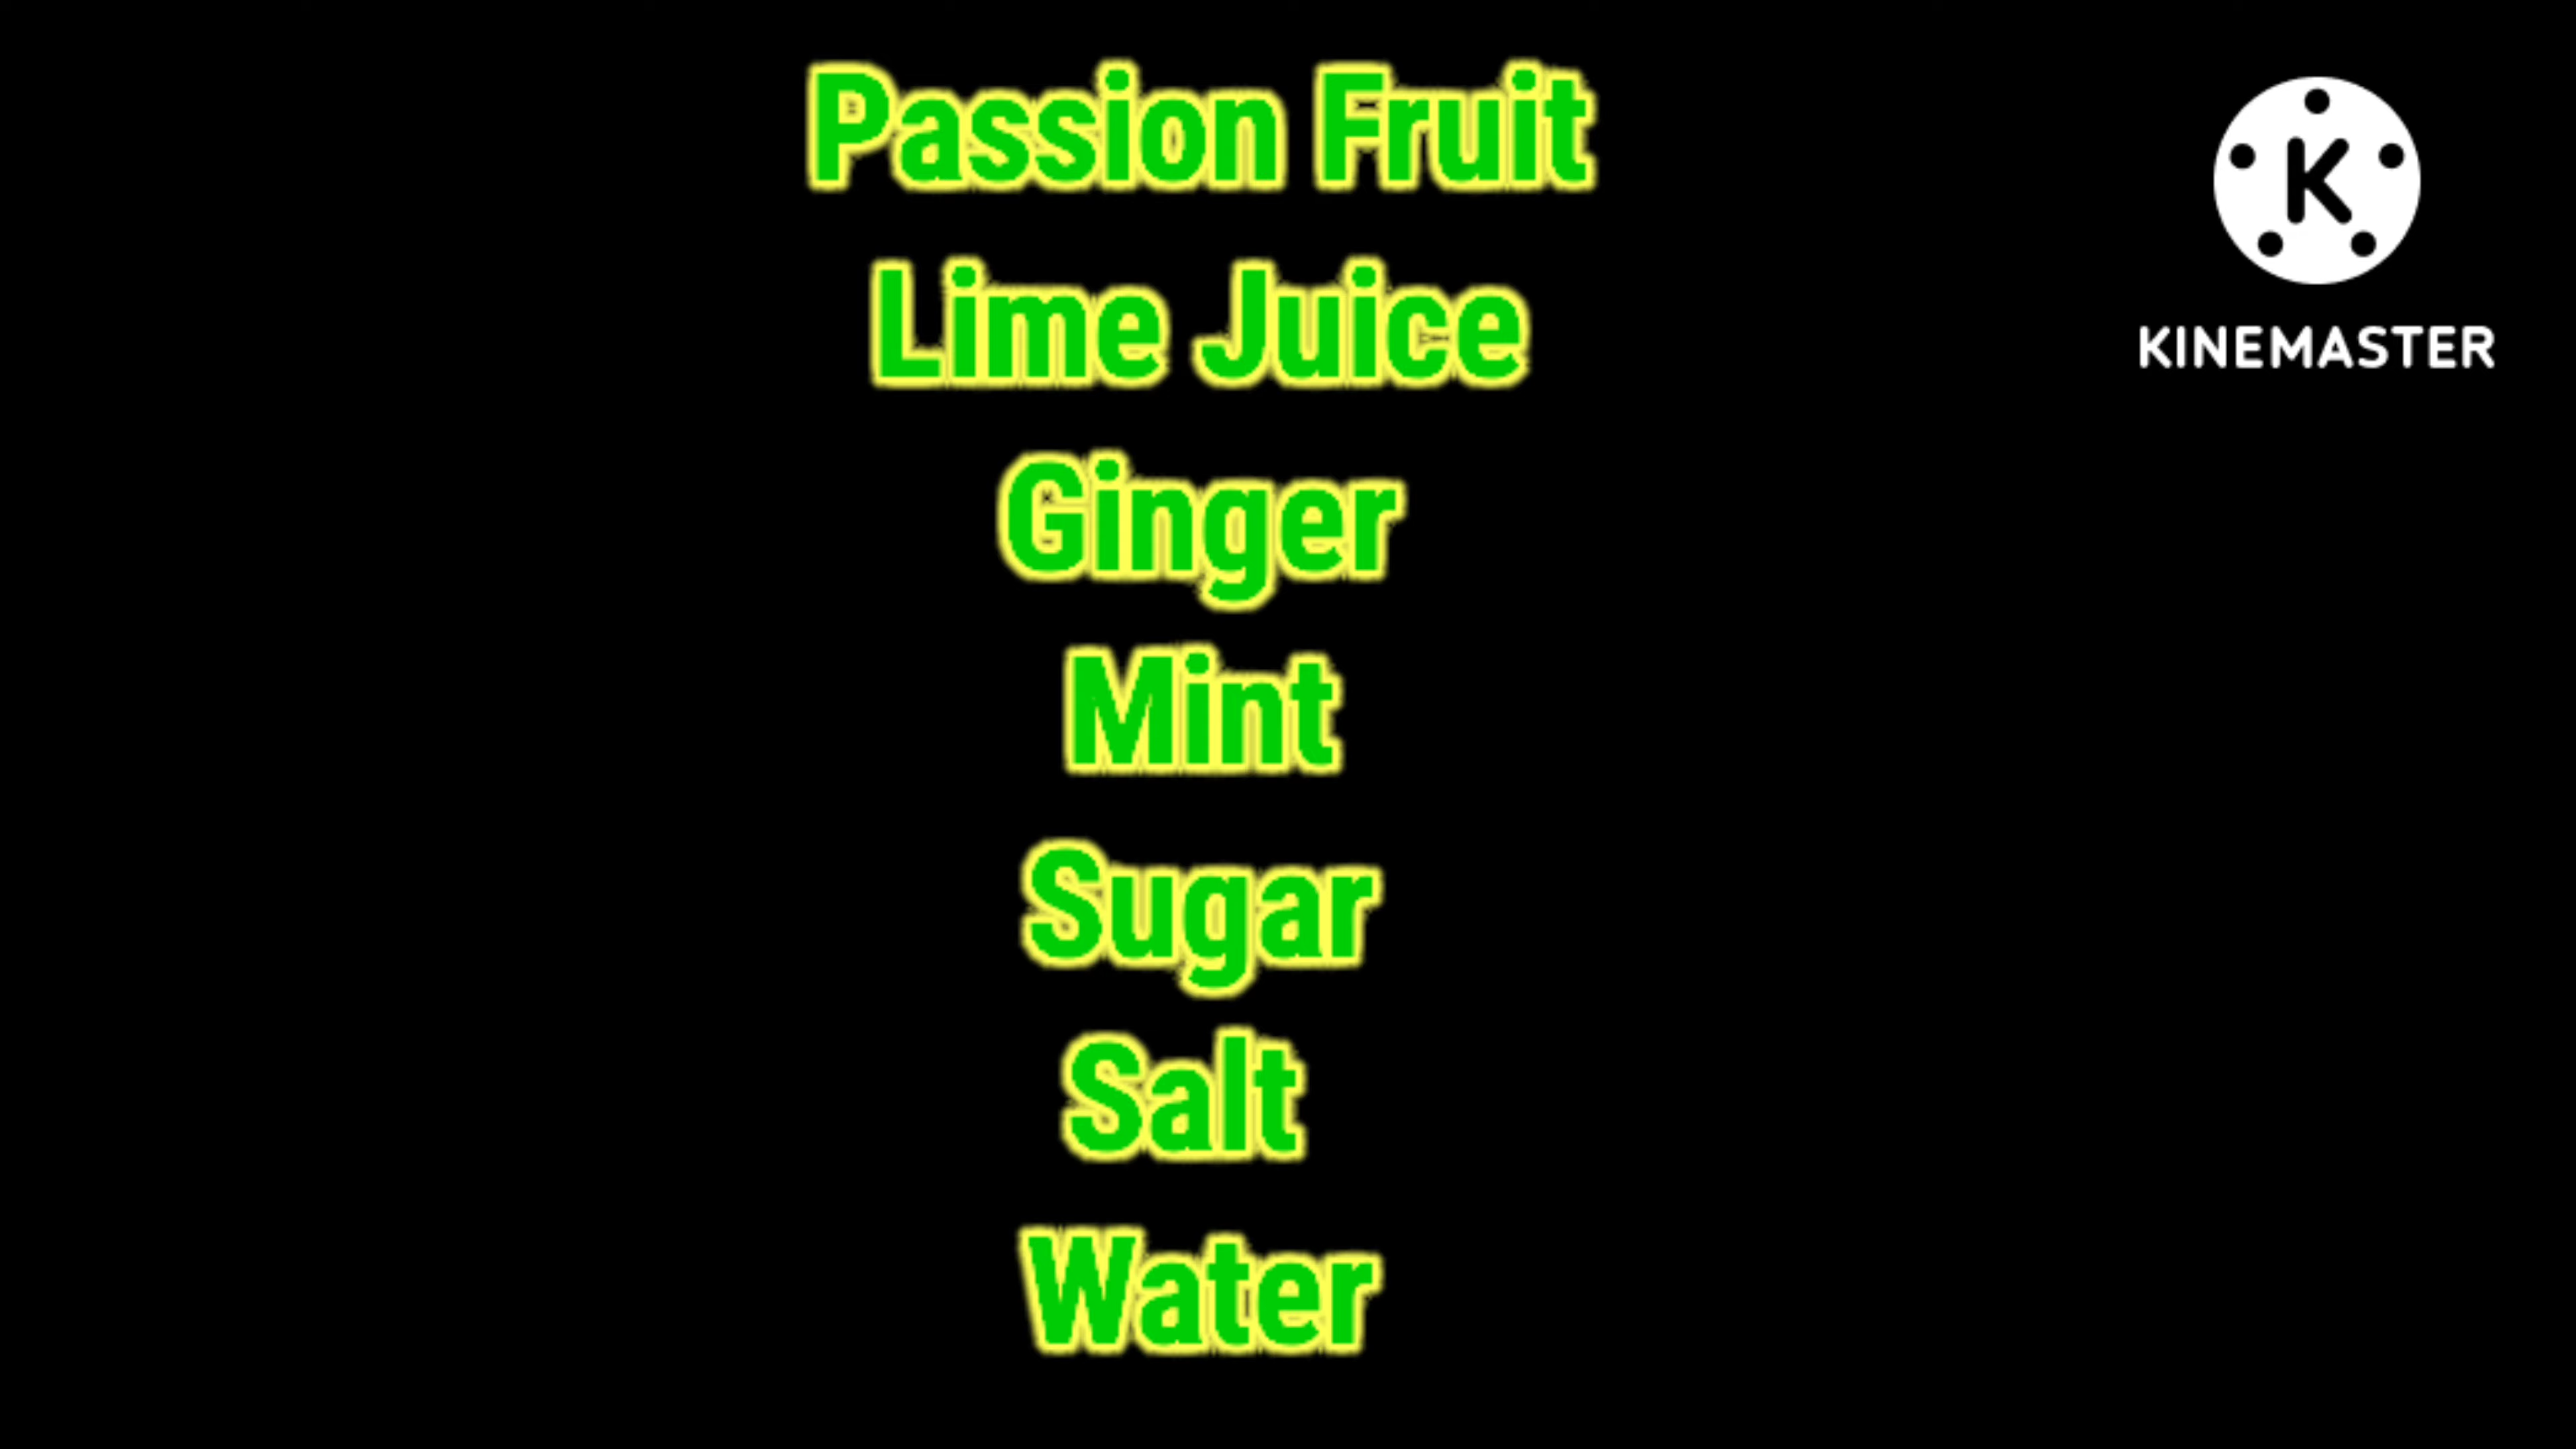 Passion Fruit
Lime Juice
Ginger
Mint
Sugar
Salt
Water
K
KINEMASTER